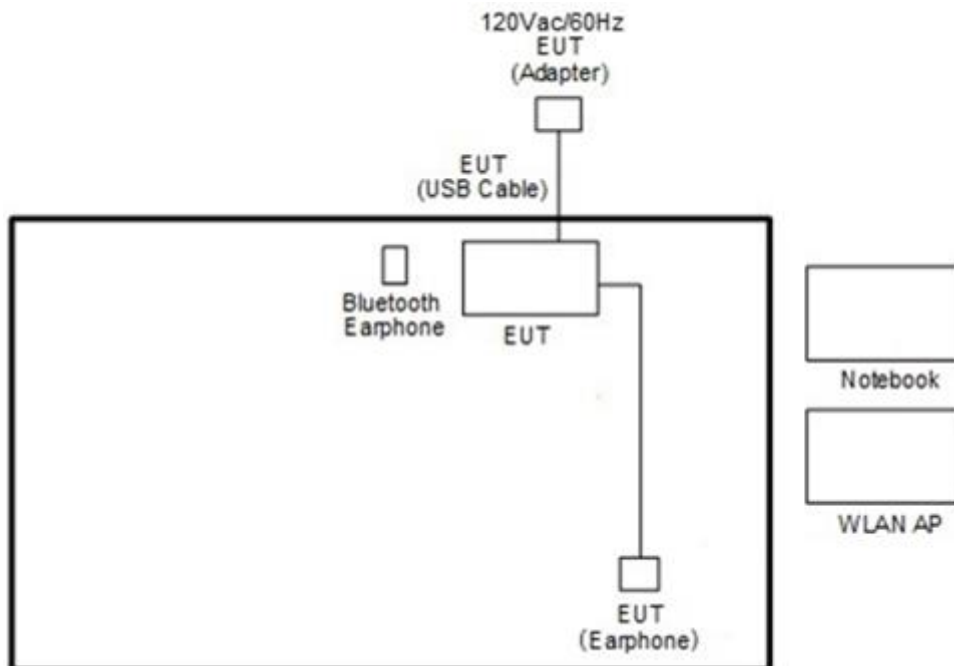 120Vac/60Hz
EUT
(Adapter)
EUT
(USB Cable)
Bluetooth
Earphone
EUT
Notebook
WLAN AP
EUT
(Earphone)